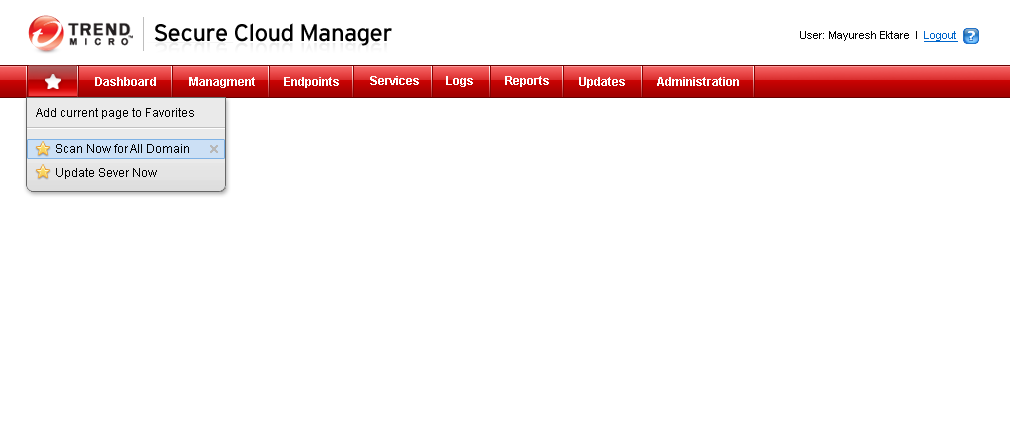 TREND MICRO Secure Cloud Manager
User: Mayuresh Ektare | Logout ?
Dashboard Managment Endpoints Services Logs Reports Updates Administration
Add current page to Favorites
Scan Now for All Domain
Update Sever Now